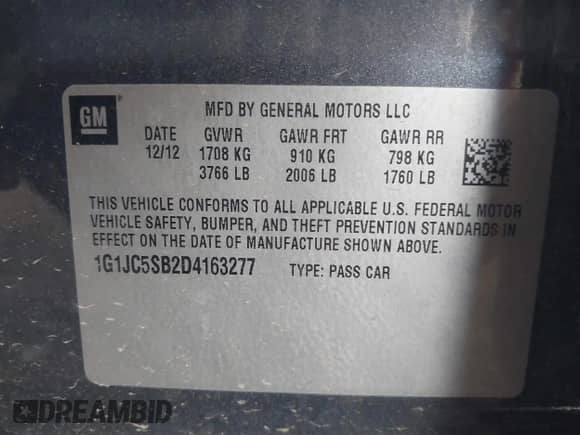 GM
MFD BY GENERAL MOTORS LLC
DATE GVWR GAWR FRT GAWR RR
12/12 1708 KG 910 KG 798 KG
3766 LB 2006 LB 1760 LB
THIS VEHICLE CONFORMS TO ALL APPLICABLE U.S. FEDERAL MOTOR
VEHICLE SAFETY, BUMPER, AND THEFT PREVENTION STANDARDS IN
EFFECT ON THE DATE OF MANUFACTURE SHOWN ABOVE.
1G1JC5SB2D4163277 TYPE: PASS CAR
DREAMBID